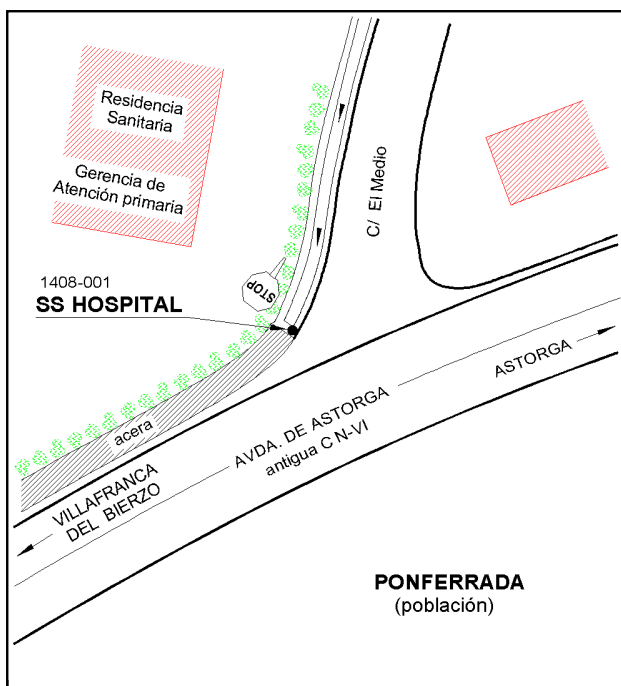 Residencia
Sanitaria
Gerencia de
Atención primaria
C/ El Medio
1408-001
SS HOSPITAL
STOP
ASTORGA
acera
AVDA. DE ASTORGA
antigua C N-VI
VILLAFRANCA
DEL BIERZO
PONFERRADA
(población)